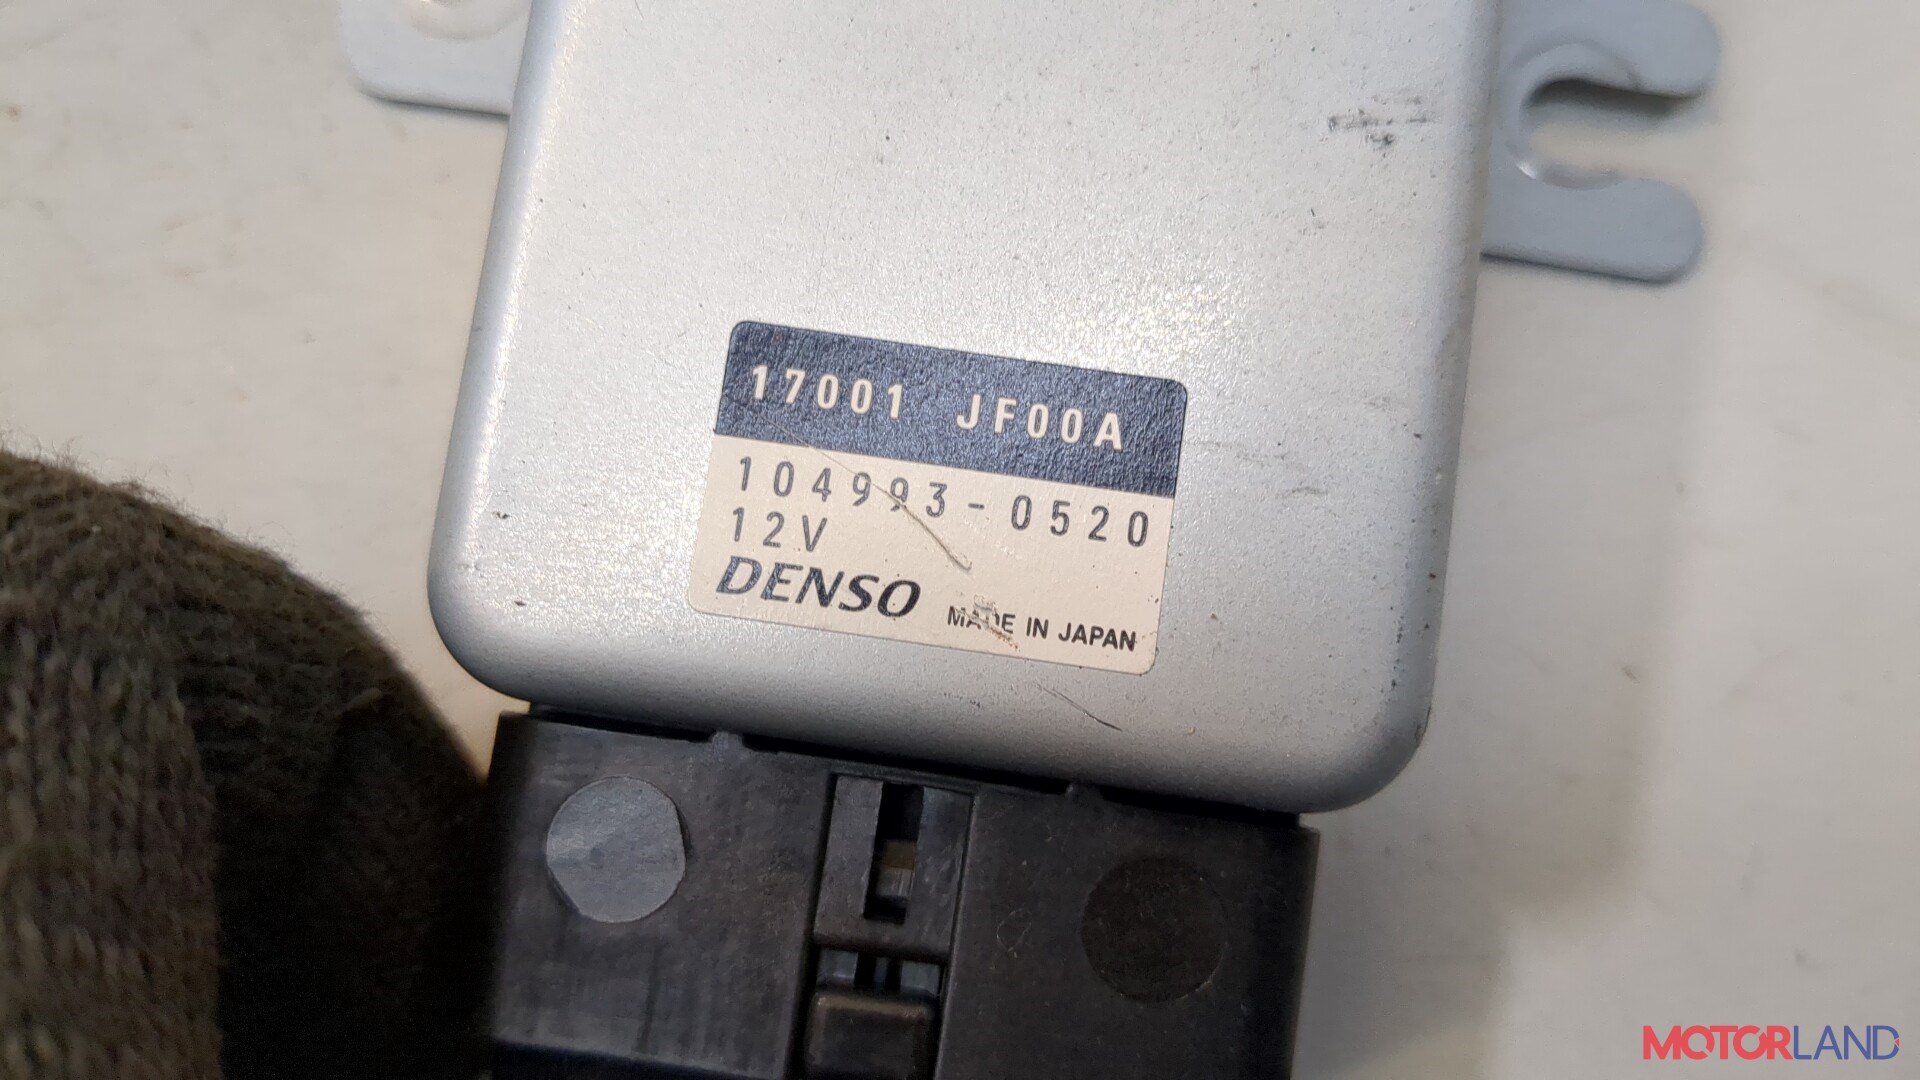 17001 JF00A
104993-0520
12V
DENSO MADE IN JAPAN
MOTORLAND